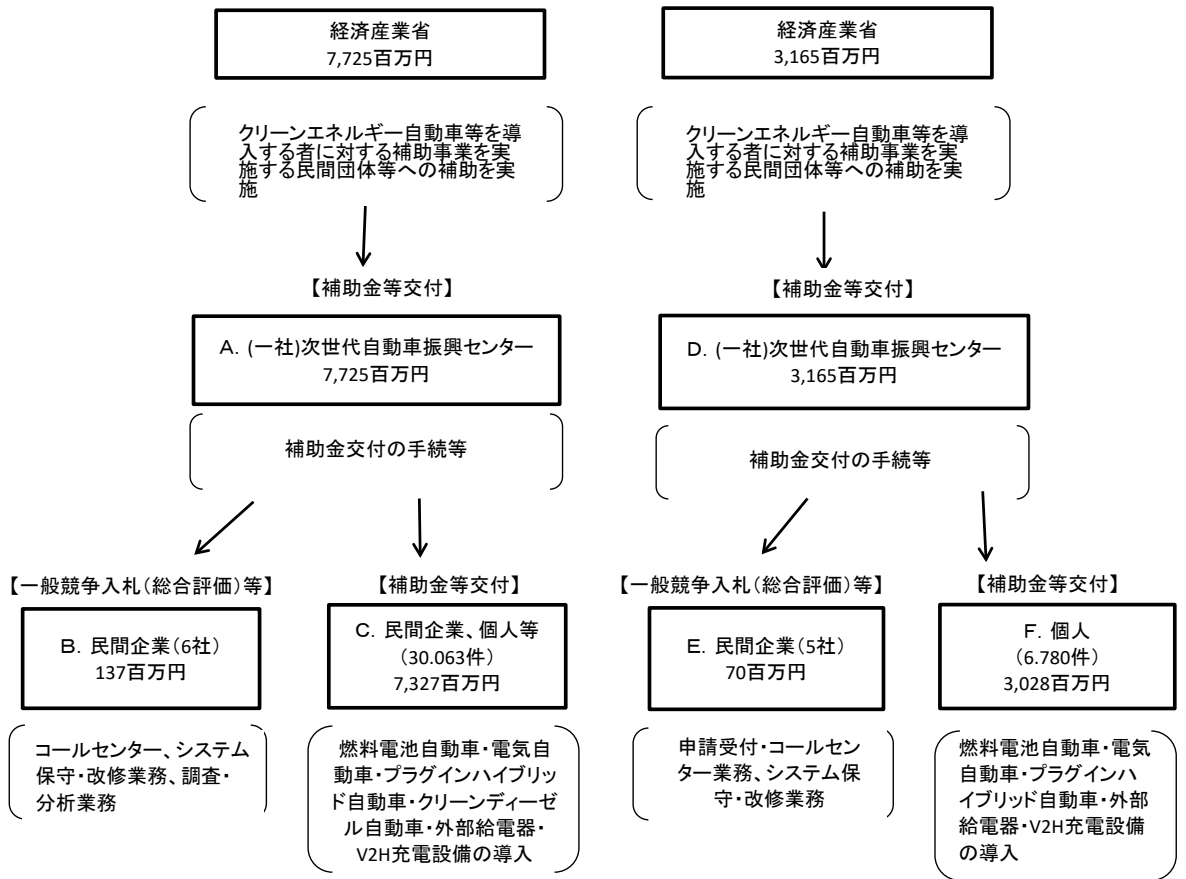 経済産業省
7,725百万円
クリーンエネルギー自動車等を導
入する者に対する補助事業を実
施する民間団体等への補助を実
施
【補助金等交付】
A. (一社)次世代自動車振興センター
7,725百万円
補助金交付の手続等
【一般競争入札(総合評価)等】
B. 民間企業(6社)
137百万円
コールセンター、システム
保守・改修業務、調査・
分析業務
【補助金等交付】
C. 民間企業、個人等
(30.063件)
7,327百万円
燃料電池自動車・電気自
動車・プラグインハイブリッ
ド自動車・クリーンディーゼ
ル自動車・外部給電器・
V2H充電設備の導入
経済産業省
3,165百万円
クリーンエネルギー自動車等を導
入する者に対する補助事業を実
施する民間団体等への補助を実
施
【補助金等交付】
D. (一社)次世代自動車振興センター
3,165百万円
補助金交付の手続等
【一般競争入札(総合評価)等】
E. 民間企業(5社)
70百万円
申請受付・コールセン
ター業務、システム保
守・改修業務
【補助金等交付】
F. 個人
(6.780件)
3,028百万円
燃料電池自動車・電気
自動車・プラグインハ
イブリッド自動車・外部
給電器・V2H充電設備
の導入